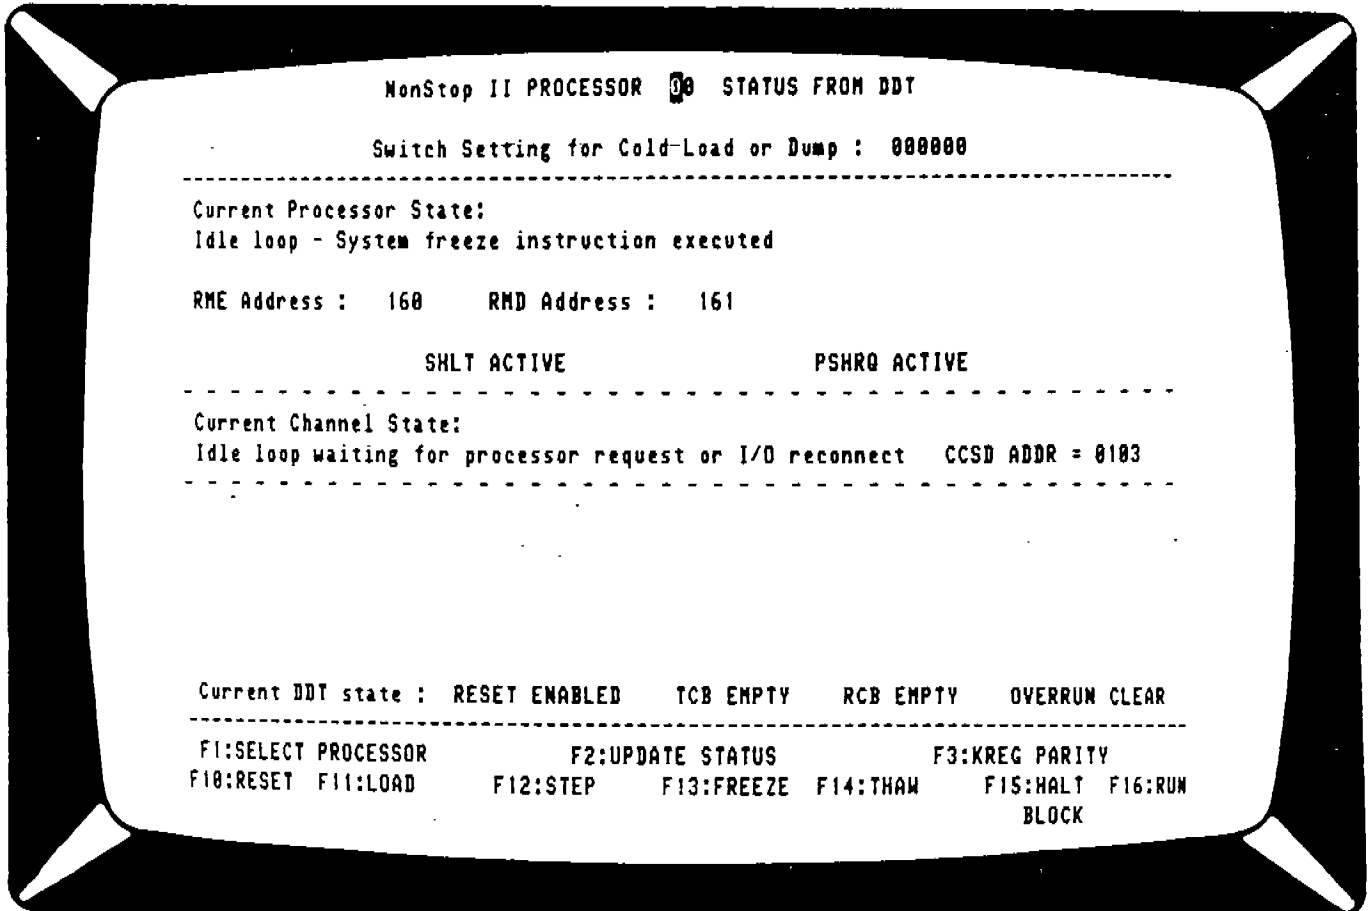 NonStop II PROCESSOR 00 STATUS FROM DDT
Switch Setting for Cold-Load or Dump : 000000
Current Processor State:
Idle loop - System freeze instruction executed
RME Address : 160 RMD Address : 161
SHLT ACTIVE PSHRQ ACTIVE
Current Channel State:
Idle loop waiting for processor request or I/O reconnect CCSD ADDR = 0103
Current DDT state : RESET ENABLED TCB EMPTY RCB EMPTY OVERRUN CLEAR
F1:SELECT PROCESSOR F2:UPDATE STATUS F3:KREG PARITY
F10:RESET F11:LOAD F12:STEP F13:FREEZE F14:THAW F15:HALT F16:RUN
BLOCK